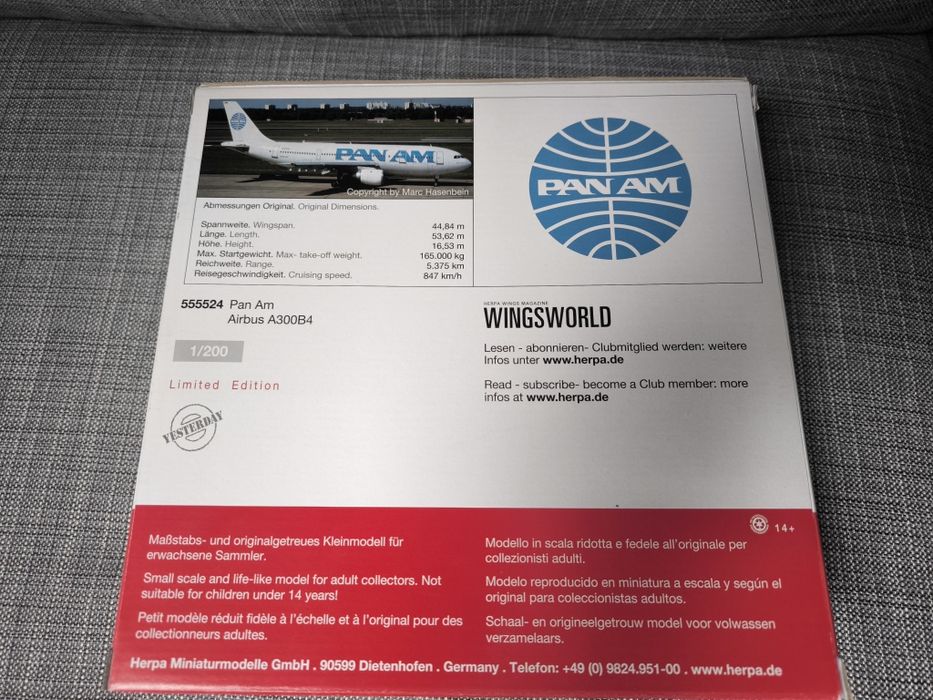 PAN AM
Copyright by Marc Hasenbein
Abmessungen Original. Original Dimensions.
Spannweite. Wingspan. 44,84 m
Länge. Length. 53,62 m
Höhe. Height. 16,53 m
Max. Startgewicht. Max- take-off weight. 165.000 kg
Reichweite. Range. 5.375 km
Reisegeschwindigkeit. Cruising speed. 847 km/h
PAN AM
555524 Pan Am
Airbus A300B4
1/200
Limited Edition
YESTERDAY
HERPA WINGS MAGAZINE
WINGSWORLD
Lesen - abonnieren- Clubmitglied werden: weitere
Infos unter www.herpa.de
Read - subscribe- become a Club member: more
infos at www.herpa.de
14+
Maßstabs- und originalgetreues Kleinmodell für
erwachsene Sammler.
Small scale and life-like model for adult collectors. Not
suitable for children under 14 years!
Petit modèle réduit fidèle à l'échelle et à l'original pour des
collectionneurs adultes.
Modello in scala ridotta e fedele all'originale per
collezionisti adulti.
Modelo reproducido en miniatura a escala y según el
original para coleccionistas adultos.
Schaal- en origineelgetrouw model voor volwassen
verzamelaars.
Herpa Miniaturmodelle GmbH . 90599 Dietenhofen . Germany . Telefon: +49 (0) 9824.951-00 . www.herpa.de